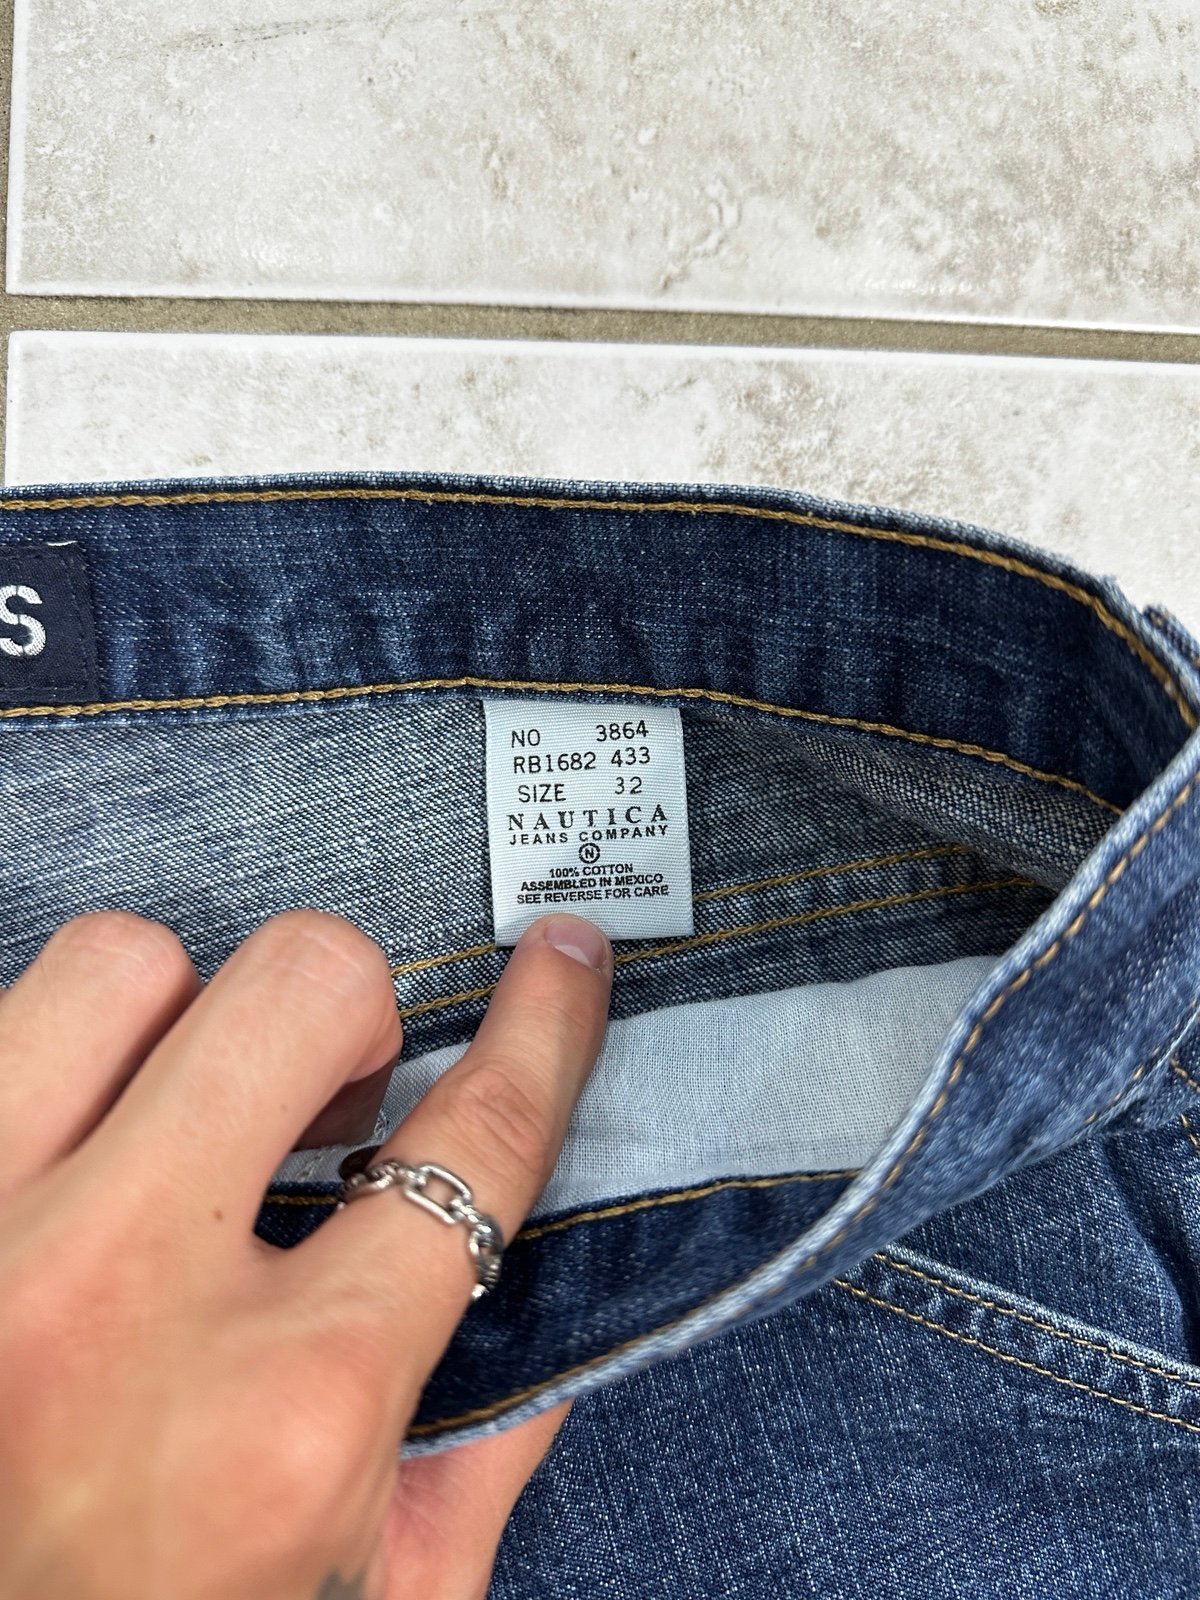 S
NO 3864
RB1682 433
SIZE 32
NAUTICA
JEANS COMPANY
N
100% COTTON
ASSEMBLED IN MEXICO
SEE REVERSE FOR CARE